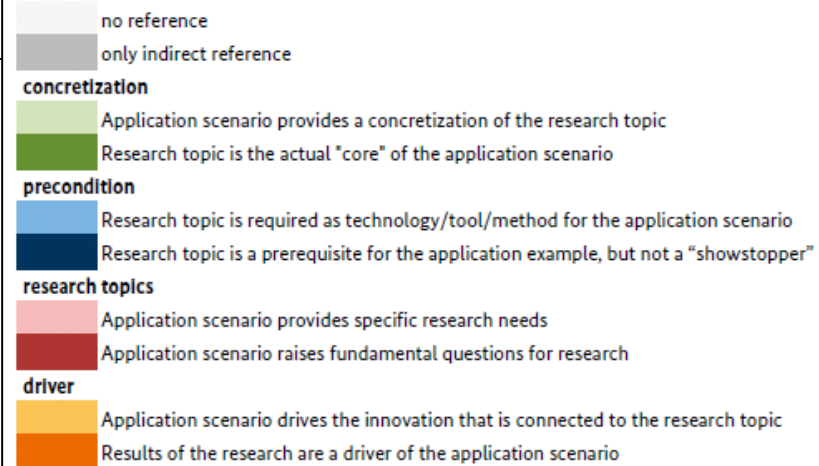 no reference
only indirect reference
concretization
Application scenario provides a concretization of the research topic
Research topic is the actual "core" of the application scenario
precondition
Research topic is required as technology/tool/method for the application scenario
Research topic is a prerequisite for the application example, but not a “showstopper”
research topics
Application scenario provides specific research needs
Application scenario raises fundamental questions for research
driver
Application scenario drives the innovation that is connected to the research topic
Results of the research are a driver of the application scenario